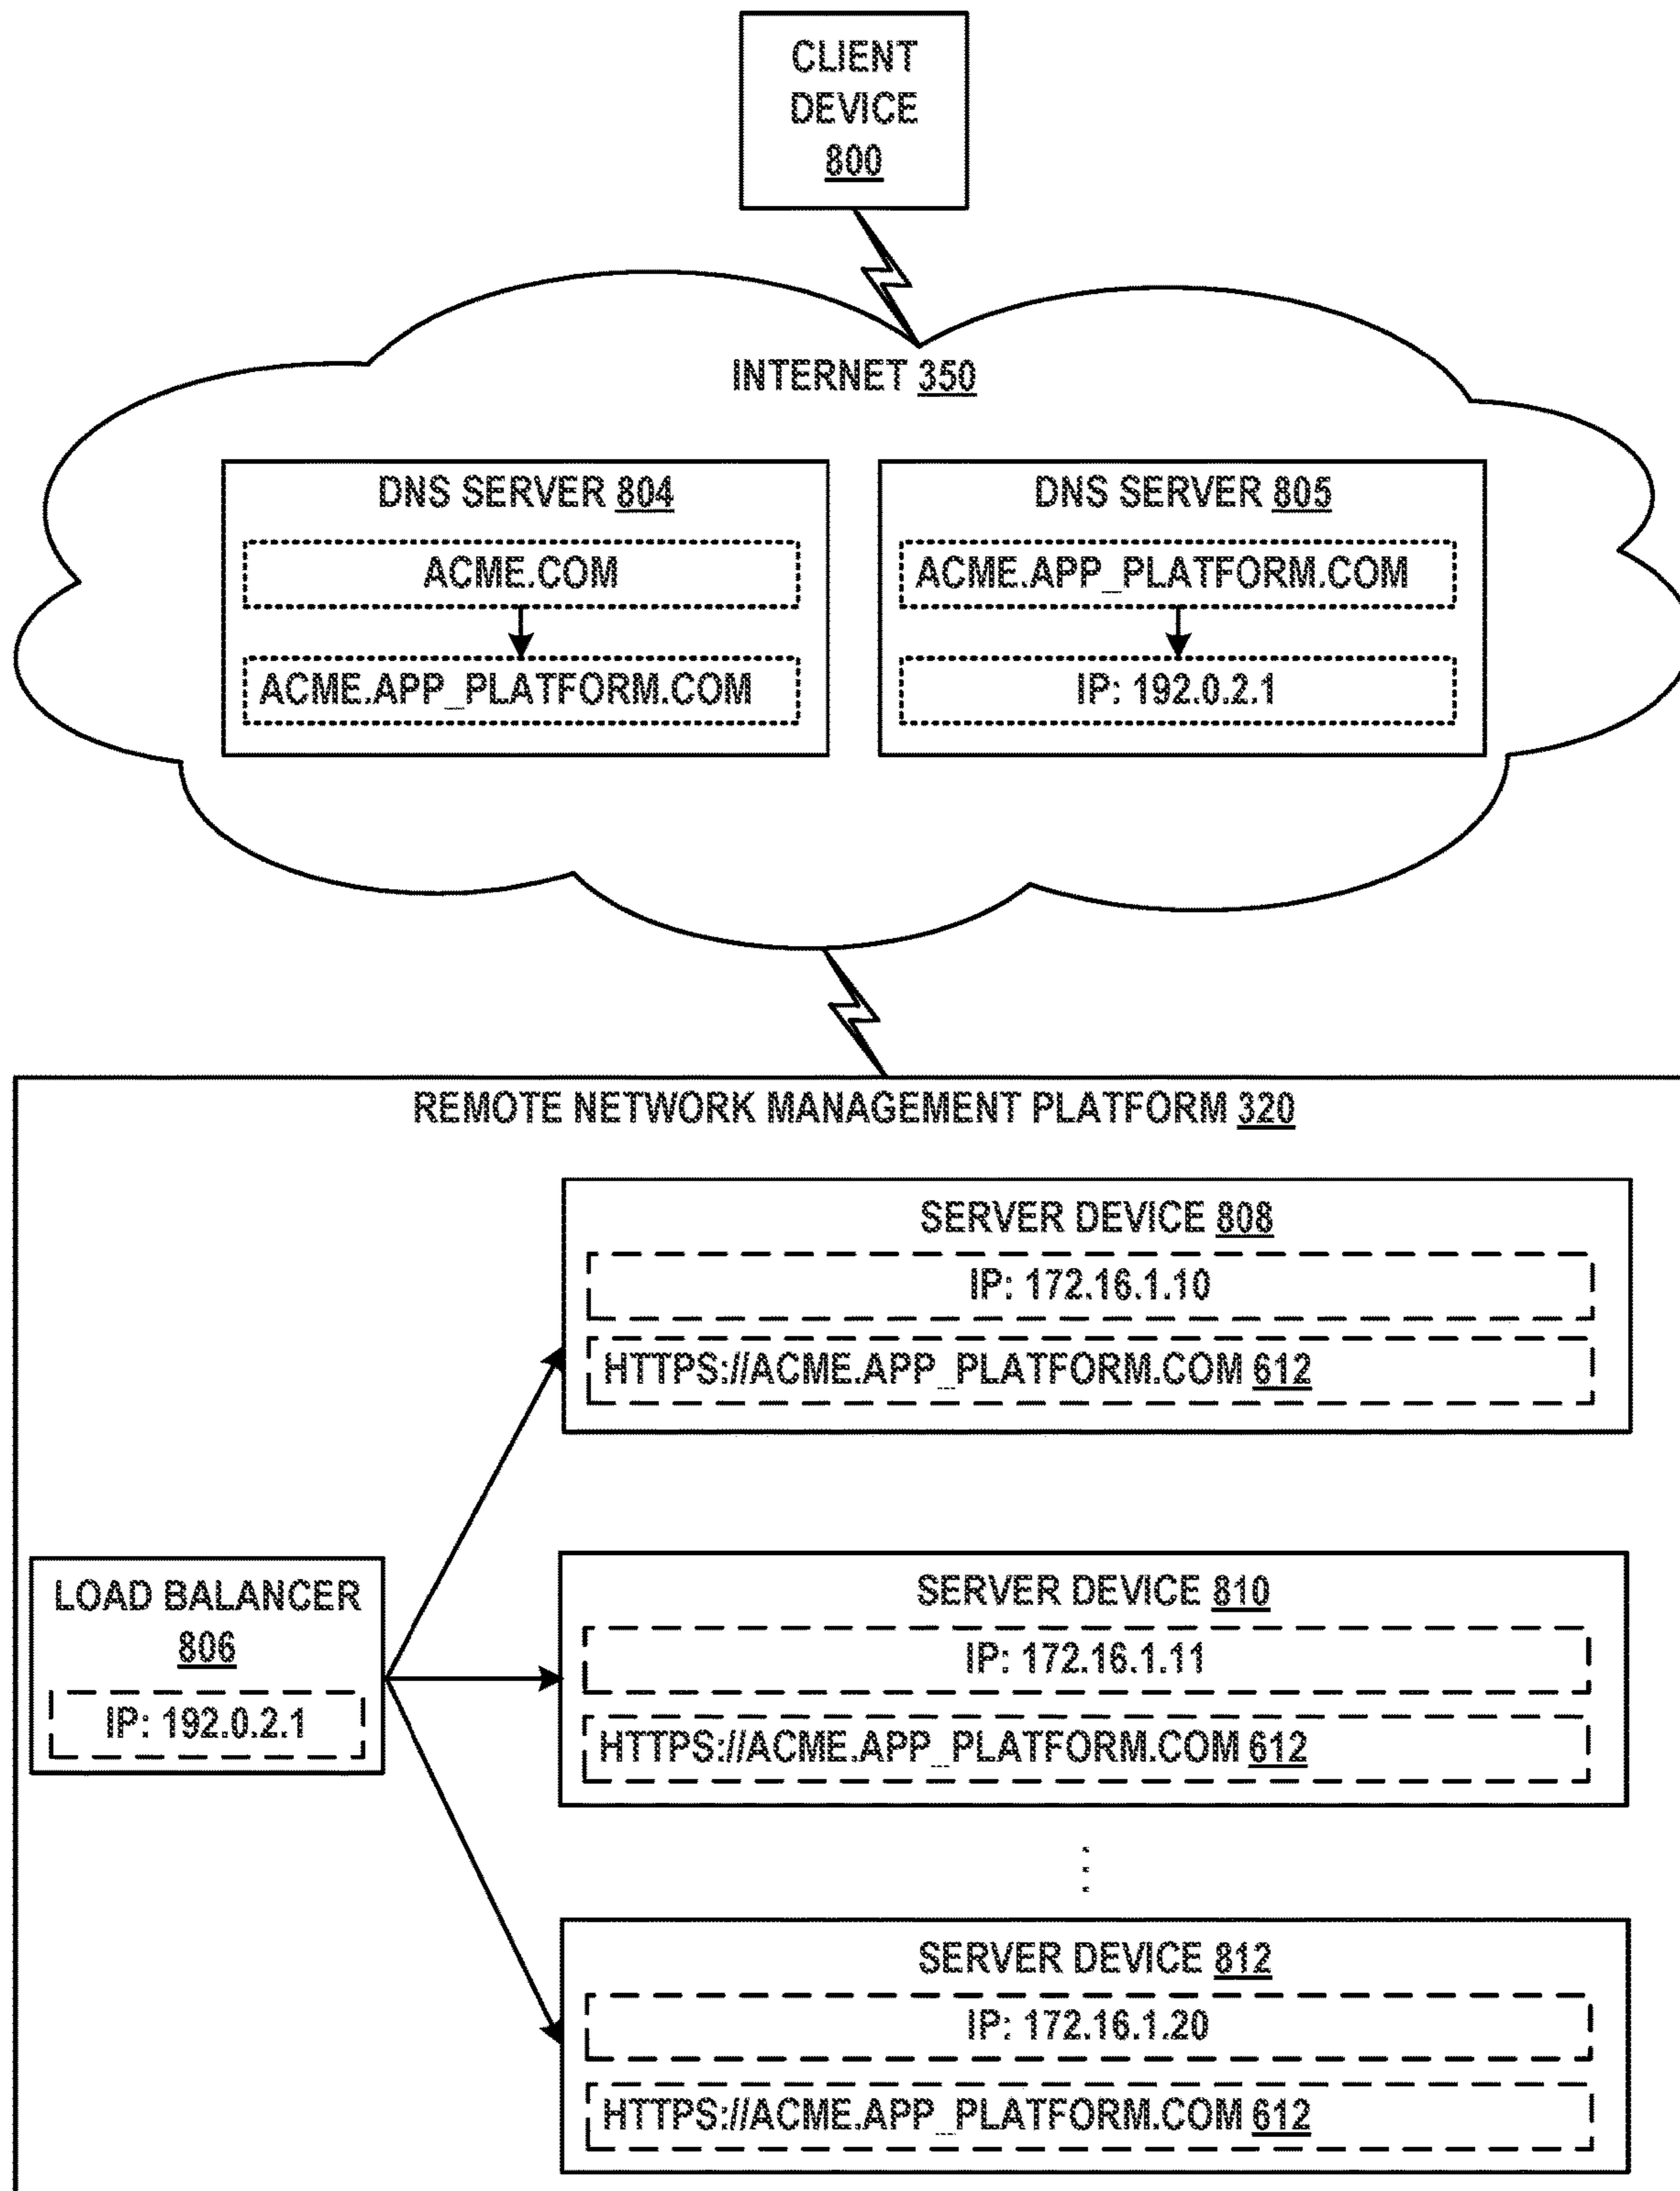 CLIENT
DEVICE
800
INTERNET 350
DNS SERVER 804
ACME.COM
ACME.APP_PLATFORM.COM
DNS SERVER 805
ACME.APP_PLATFORM.COM
IP: 192.0.2.1
REMOTE NETWORK MANAGEMENT PLATFORM 320
LOAD BALANCER
806
IP: 192.0.2.1
SERVER DEVICE 808
IP: 172.16.1.10
HTTPS://ACME.APP_PLATFORM.COM 612
SERVER DEVICE 810
IP: 172.16.1.11
HTTPS://ACME.APP_PLATFORM.COM 612
SERVER DEVICE 812
IP: 172.16.1.20
HTTPS://ACME.APP_PLATFORM.COM 612